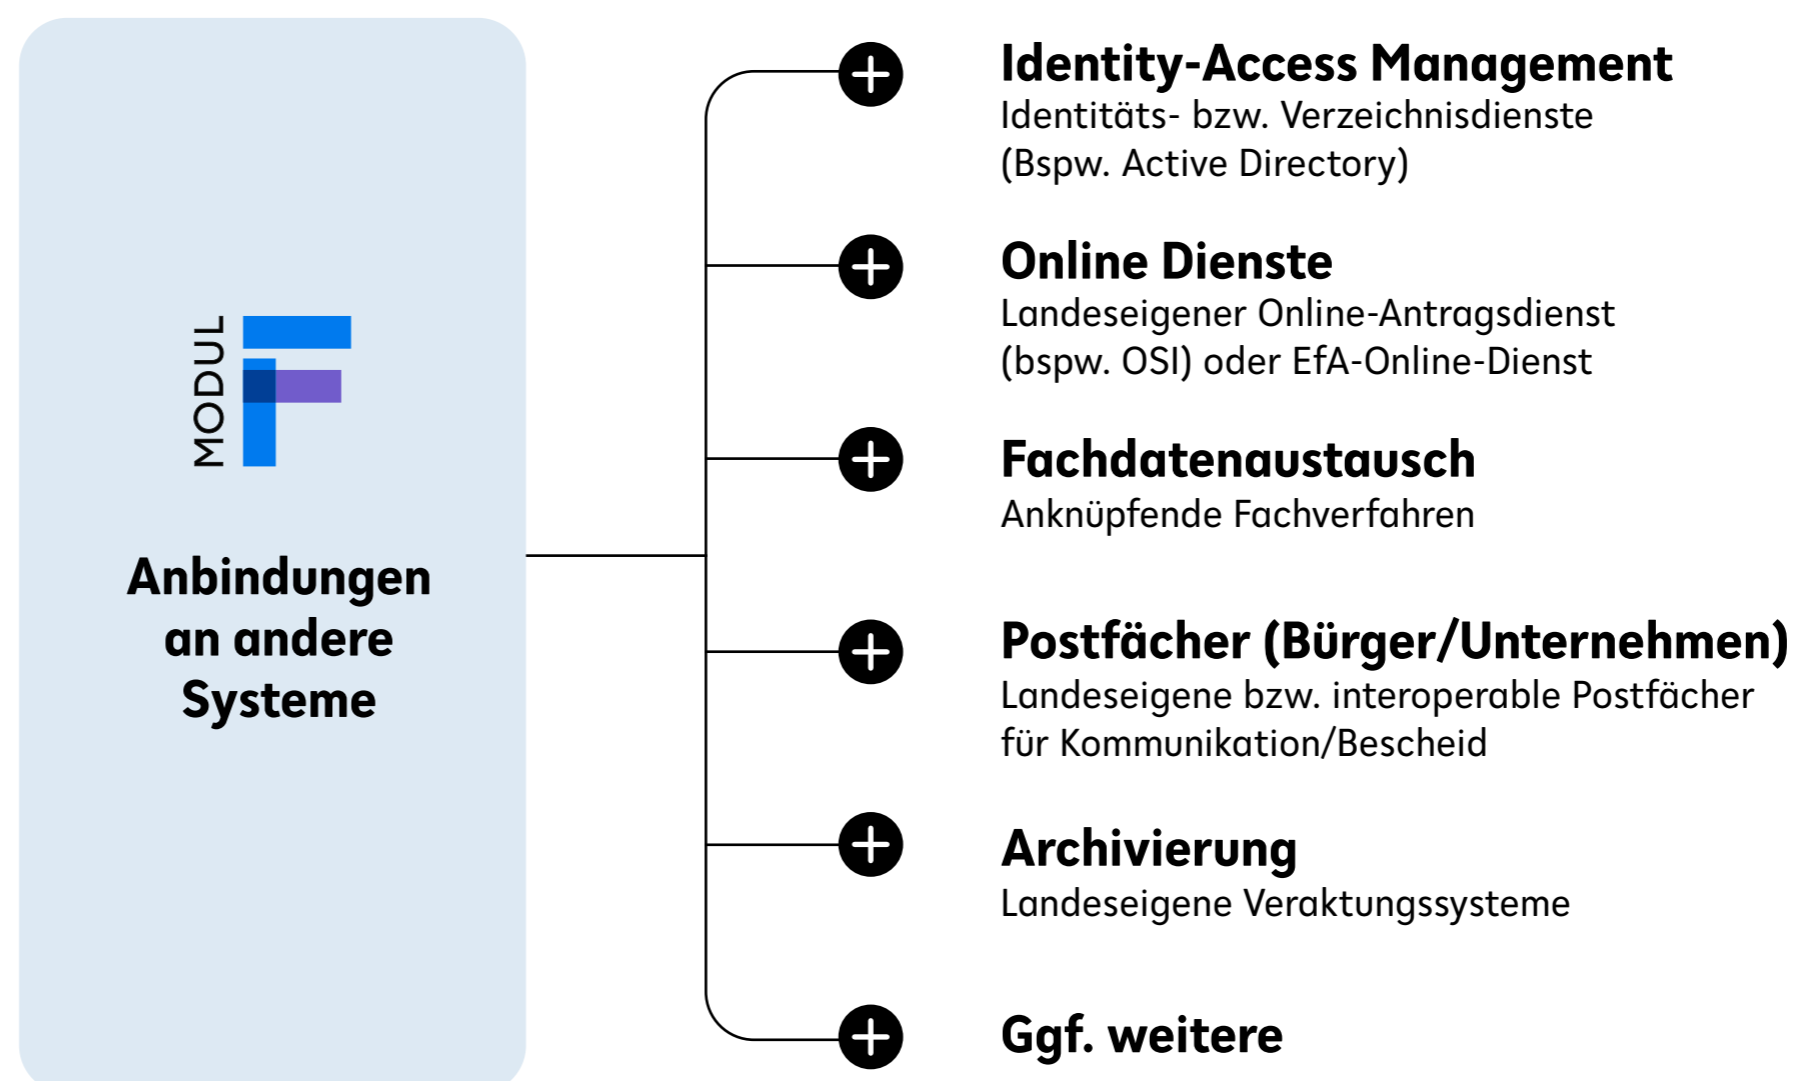 MODUL
Anbindungen
an andere
Systeme
Identity-Access Management
Identitäts- bzw. Verzeichnisdienste
(Bspw. Active Directory)
Online Dienste
Landeseigener Online-Antragsdienst
(bspw. OSI) oder EfA-Online-Dienst
Fachdatenaustausch
Anknüpfende Fachverfahren
Postfächer (Bürger/Unternehmen)
Landeseigene bzw. interoperable Postfächer
für Kommunikation/Bescheid
Archivierung
Landeseigene Veraktungssysteme
Ggf. weitere